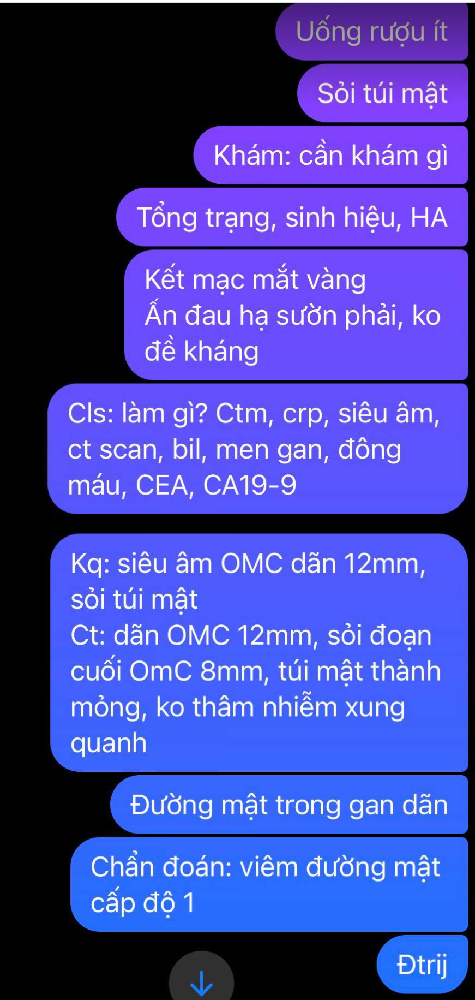 Uống rượu ít
Sỏi túi mật
Khám: cần khám gì
Tổng trạng, sinh hiệu, HA
Kết mạc mắt vàng
Ấn đau hạ sườn phải, ko
đề kháng
Cls: làm gì? Ctm, crp, siêu âm,
ct scan, bil, men gan, đông
máu, CEA, CA19-9
Kq: siêu âm OMC dãn 12mm,
sỏi túi mật
Ct: dãn OMC 12mm, sỏi đoạn
cuối OmC 8mm, túi mật thành
mỏng, ko thâm nhiễm xung
quanh
Đường mật trong gan dãn
Chẩn đoán: viêm đường mật
cấp độ 1
Đtrij